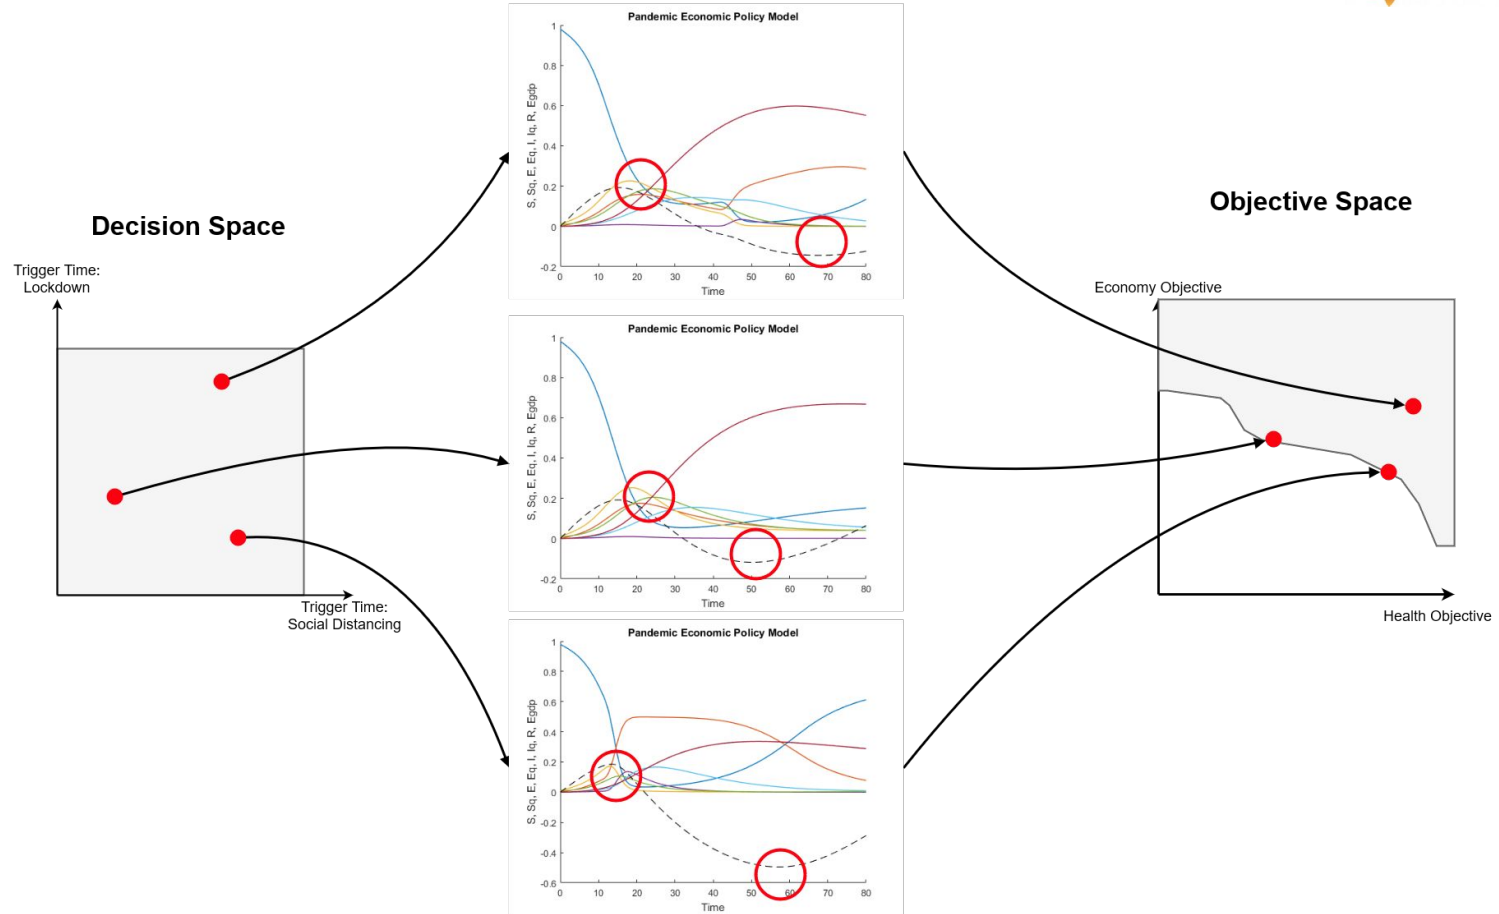 Pandemic Economic Policy Model
S, Sq, E, Eq, I, Iq, R, Egdp
1
0.8
0.6
0.4
0.2
0
-0.2
0 10 20 30 40 50 60 70 80
Time
Decision Space
Trigger Time:
Lockdown
Trigger Time:
Social Distancing
Pandemic Economic Policy Model
S, Sq, E, Eq, I, Iq, R, Egdp
1
0.8
0.6
0.4
0.2
0
-0.2
0 10 20 30 40 50 60 70 80
Time
Pandemic Economic Policy Model
S, Sq, E, Eq, I, Iq, R, Egdp
1
0.8
0.6
0.4
0.2
0
-0.2
-0.4
-0.6
0 10 20 30 40 50 60 70 80
Time
Objective Space
Economy Objective
Health Objective